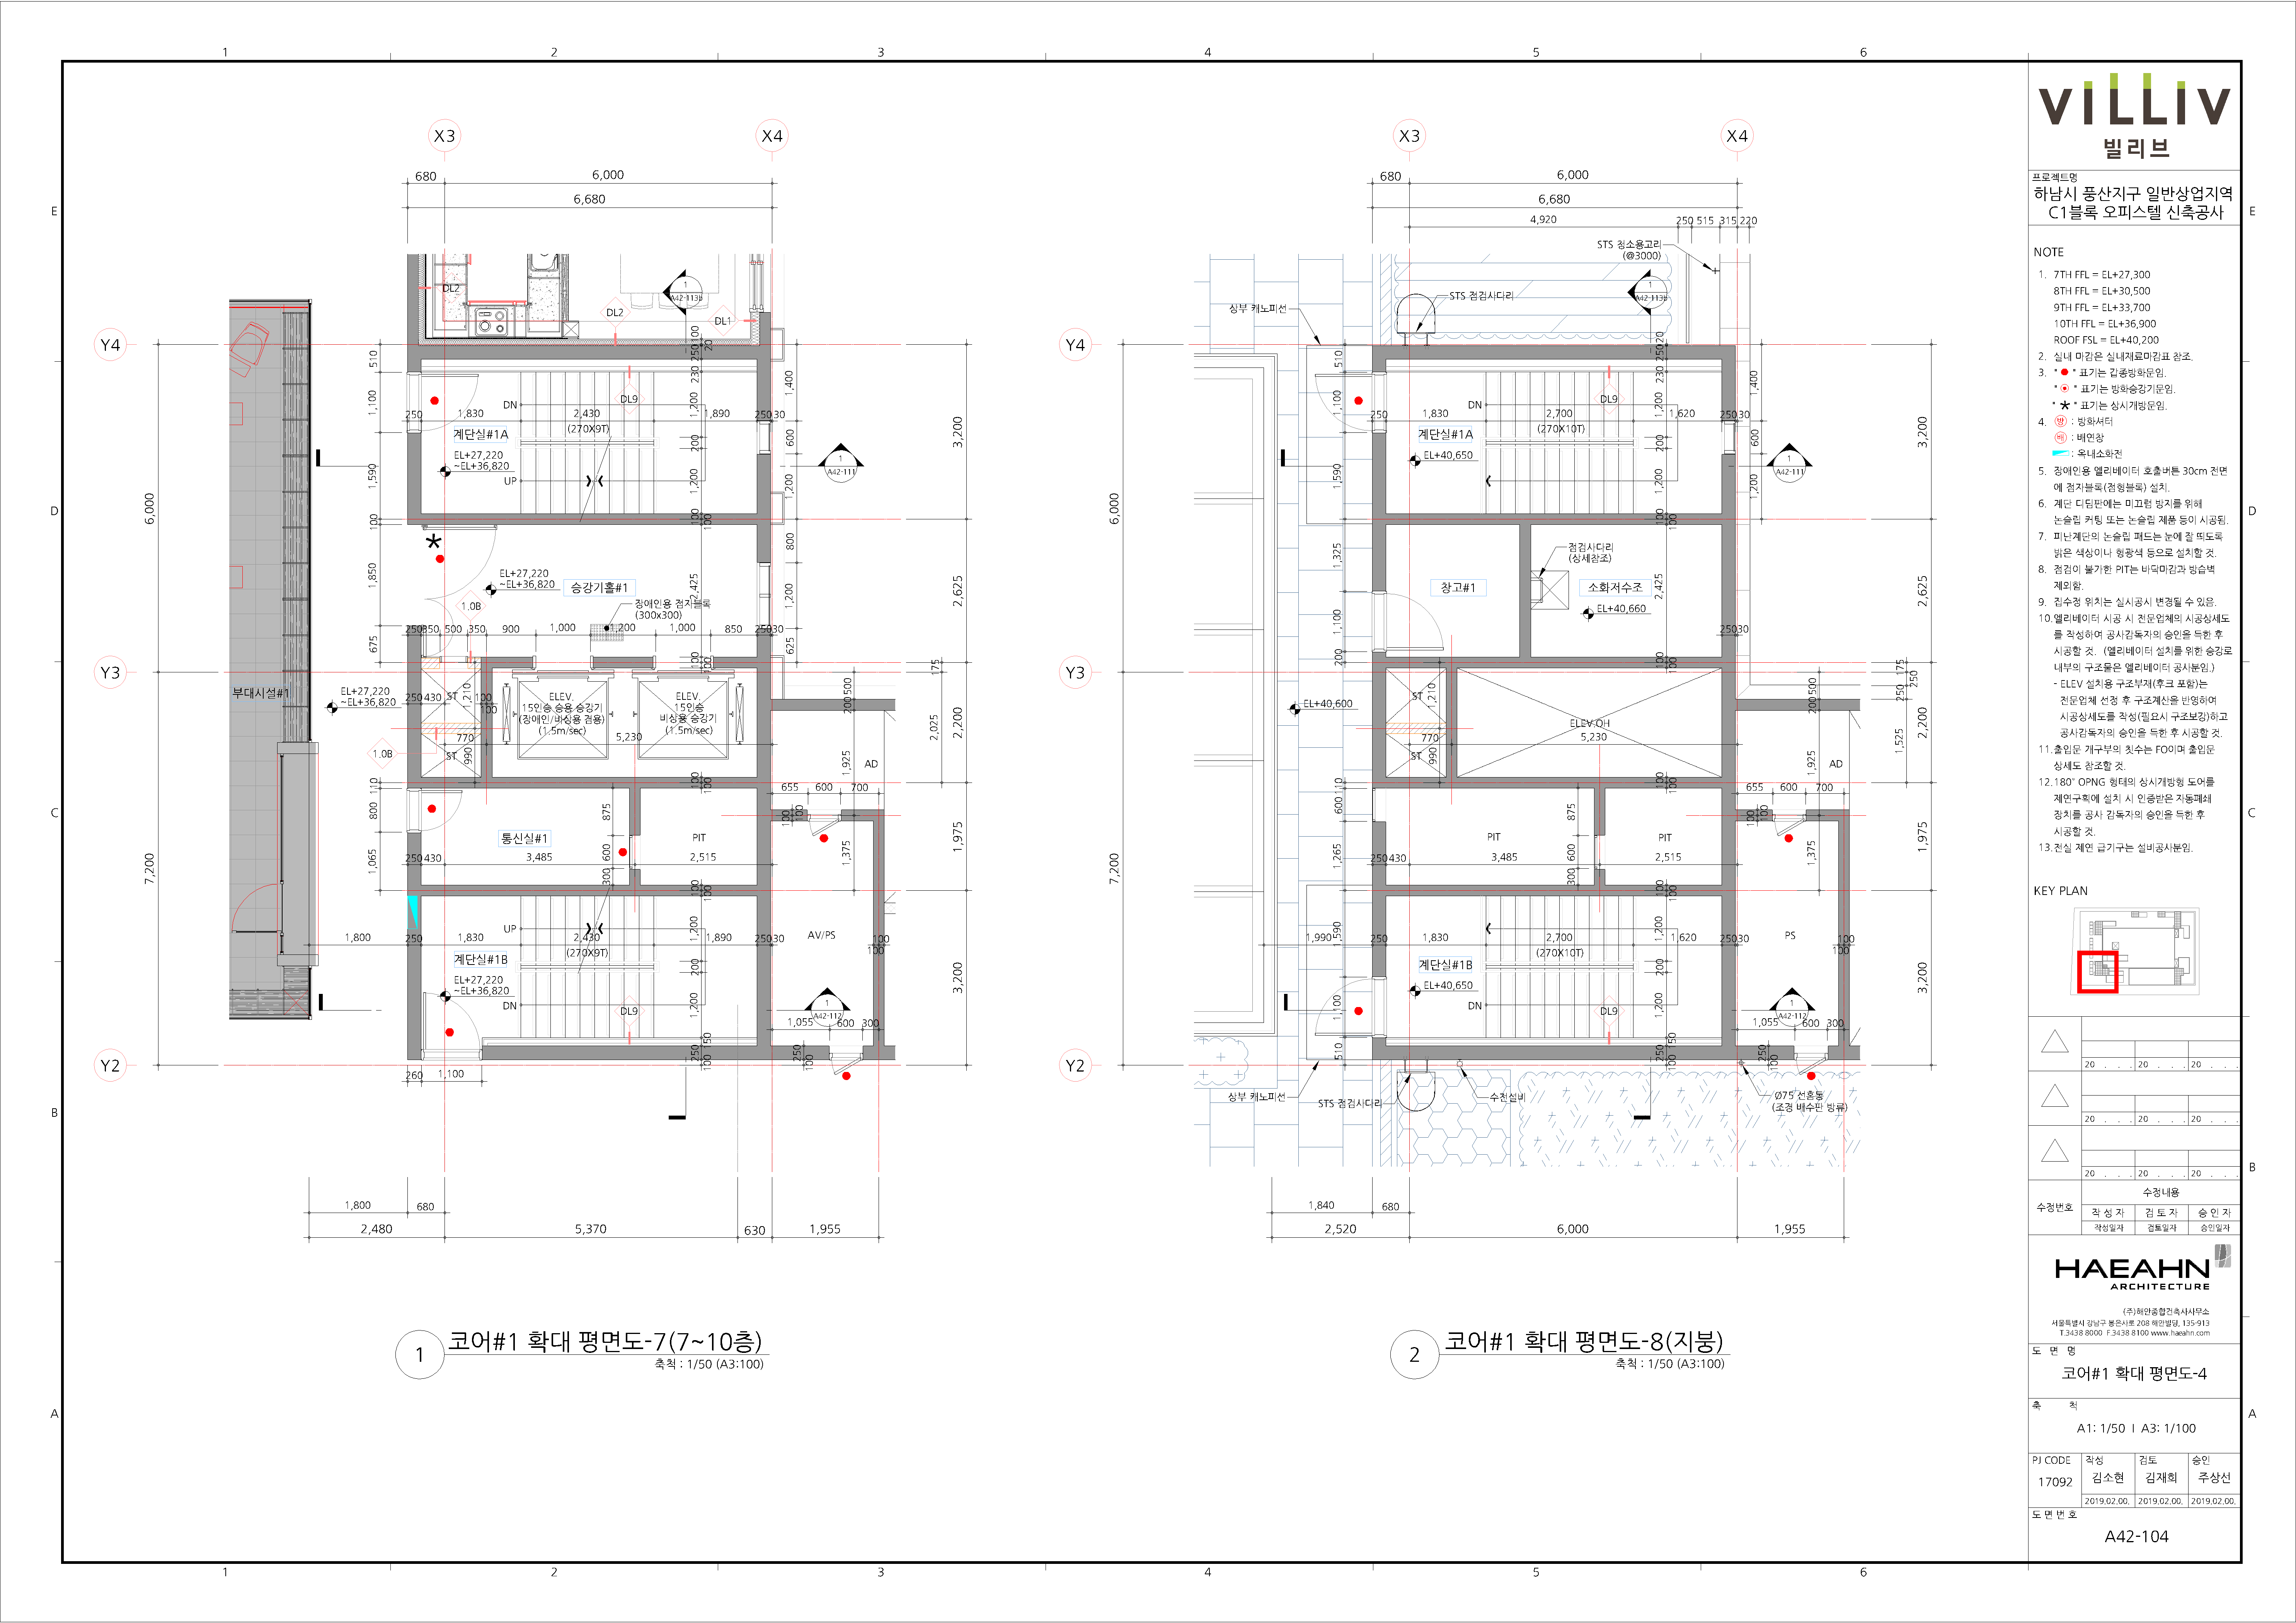 1
2
3
4
5
6
E
D
C
B
A
X3
X4
680
6,000
6,680
Y4
Y3
Y2
6,000
7,200
DL2
DL2
DL1
1
A42-113b
510
1,100
1,590
100
1,850
675
110
800
1,065
250
1,830
2,430
(270X9T)
1,890
25030
DN
DL9
계단실#1A
EL+27,220
~EL+36,820
UP
1
A42-111
1,400
600
1,200
800
1,200
625
3,200
2,625
2,200
1,975
3,200
EL+27,220
~EL+36,820
승강기홀#1
1.0B
장애인용 점자블록
(300x300)
2,425
500
350
900
1,000
1,200
1,000
850
25030
부대시설#1
EL+27,220
~EL+36,820
250
430
ST
1,210
100
ELEV.
15인승 승용 승강기
(장애인/비상용 겸용)
(1.5m/sec)
ELEV.
15인승
비상용 승강기
(1.5m/sec)
770
5,230
ST
990
1.0B
175
200
500
2,025
1,925
AD
655
600
700
통신실#1
875
600
300
PIT
250
430
3,485
2,515
1,375
1,800
250
1,830
2,430
(270X9T)
1,890
25030
UP
계단실#1B
EL+27,220
~EL+36,820
DN
DL9
AV/PS
1
A42-112
1,055
600
300
260
1,100
1,800
680
2,480
5,370
630
1,955
1
코어#1 확대 평면도-7(7~10층)
축척 : 1/50 (A3:100)
X3
X4
680
6,000
6,680
4,920
250
515
315
220
STS 청소용고리
(@3000)
STS 점검사다리
상부 캐노피선
1
A42-113b
Y4
Y3
Y2
6,000
7,200
510
1,100
1,590
1,325
1,100
200
110
600
1,265
1,590
1,100
510
250
1,830
2,700
(270X10T)
1,620
25030
DN
DL9
계단실#1A
EL+40,650
1
A42-111
1,400
600
1,200
3,200
2,625
2,200
1,975
3,200
점검사다리
(상세참조)
창고#1
소화저수조
EL+40,660
2,425
25030
EL+40,600
ST
1,210
ELEV.OH
5,230
770
ST
990
175
250
250
200
500
1,525
1,925
AD
655
600
700
PIT
875
600
300
PIT
250
430
3,485
2,515
1,375
1,990
250
1,830
2,700
(270X10T)
1,620
25030
계단실#1B
EL+40,650
DN
DL9
PS
1
A42-112
1,055
600
300
상부 캐노피선
STS 점검사다리
수전설비
Ø75 선홈통
(조경 배수판 방류)
1,840
680
2,520
6,000
1,955
2
코어#1 확대 평면도-8(지붕)
축척 : 1/50 (A3:100)
VILLIV
빌리브
프로젝트명
하남시 풍산지구 일반상업지역
C1블록 오피스텔 신축공사
NOTE
1. 7TH FFL = EL+27,300
8TH FFL = EL+30,500
9TH FFL = EL+33,700
10TH FFL = EL+36,900
ROOF FSL = EL+40,200
2. 실내 마감은 실내재료마감표 참조.
3. " " 표기는 갑종방화문임.
" " 표기는 방화승강기문임.
" * " 표기는 상시개방문임.
4. 방 : 방화셔터
배 : 배연창
: 옥내소화전
5. 장애인용 엘리베이터 호출버튼 30cm 전면
에 점자블록(점형블록) 설치.
6. 계단 디딤판에는 미끄럼 방지를 위해
논슬립 커팅 또는 논슬립 제품 등이 시공됨.
7. 피난계단의 논슬립 패드는 눈에 잘 띄도록
밝은 색상이나 형광색 등으로 설치할 것.
8. 점검이 불가한 PIT는 바닥마감과 방습벽
제외함.
9. 집수정 위치는 실시공시 변경될 수 있음.
10.엘리베이터 시공 시 전문업체의 시공상세도
를 작성하여 공사감독자의 승인을 득한 후
시공할 것. (엘리베이터 설치를 위한 승강로
내부의 구조물은 엘리베이터 공사분임.)
- ELEV 설치용 구조부재(후크 포함)는
전문업체 선정 후 구조계산을 반영하여
시공상세도를 작성(필요시 구조보강)하고
공사감독자의 승인을 득한 후 시공할 것.
11.출입문 개구부의 칫수는 FO이며 출입문
상세도 참조할 것.
12.180° OPNG 형태의 상시개방형 도어를
제연구획에 설치 시 인증받은 자동폐쇄
장치를 공사 감독자의 승인을 득한 후
시공할 것.
13.전실 제연 급기구는 설비공사분임.
KEY PLAN
20 . . . 20 . . . 20 . . .
20 . . . 20 . . . 20 . . .
20 . . . 20 . . . 20 . . .
수정번호
수정내용
작 성 자
검 토 자
승 인 자
작성일자
검토일자
승인일자
HAEAHN
ARCHITECTURE
(주)해안종합건축사사무소
서울특별시 강남구 봉은사로 208 해안빌딩, 135-913
T.3438 8000 F.3438 8100 www.haeahn.com
도 면 명
코어#1 확대 평면도-4
축 척
A1: 1/50 I A3: 1/100
PJ CODE
작성
검토
승인
17092
김소현
김재희
주상선
2019.02.00.
2019.02.00.
2019.02.00.
도 면 번 호
A42-104
E
D
C
B
A
1
2
3
4
5
6